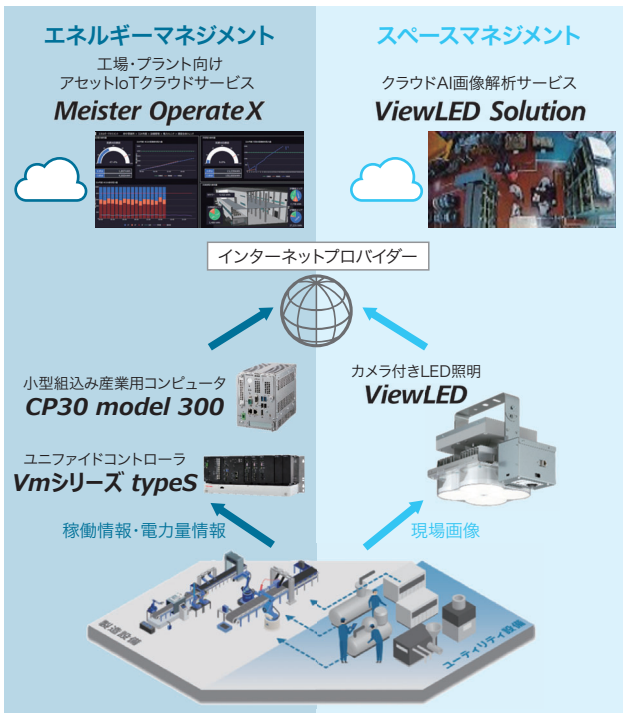 エネルギーマネジメント
工場・プラント向け
アセットIoTクラウドサービス
Meister OperateX
スペースマネジメント
クラウドAI画像解析サービス
ViewLED Solution
インターネットプロバイダー
小型組込み産業用コンピュータ
CP30 model 300
ユニファイドコントローラ
Vmシリーズ typeS
稼働情報・電力量情報
カメラ付きLED照明
ViewLED
現場画像
製造設備
ユーティリティ設備